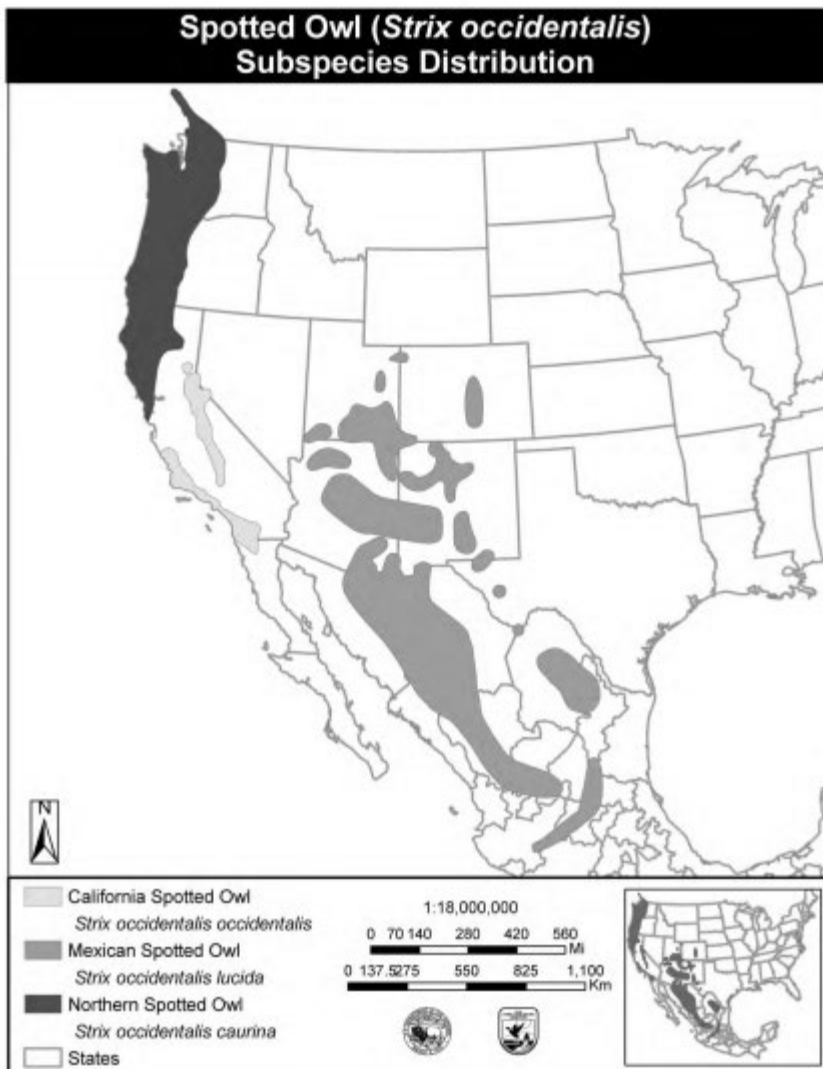 Spotted Owl (Strix occidentalis)
Subspecies Distribution
N
California Spotted Owl
Strix occidentalis occidentalis
Mexican Spotted Owl
Strix occidentalis lucida
Northern Spotted Owl
Strix occidentalis caurina
States
1:18,000,000
0 70 140 280 420 560
Mi
0 137.5275 550 825 1,100
Km